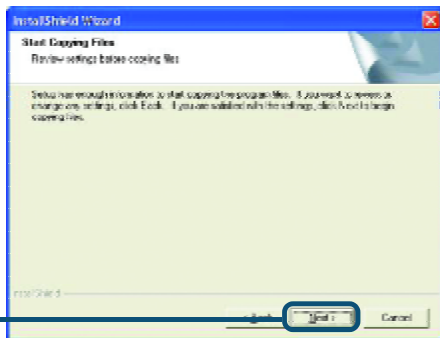 InstallShield Wizard
Start Copying Files
Review settings before copying files
Setup has enough information to start copying the program files. If you want to review or
change any settings, click Back. If you are satisfied with the settings, click Next to begin
copying files.
InstallShield
< Back
Next >
Cancel